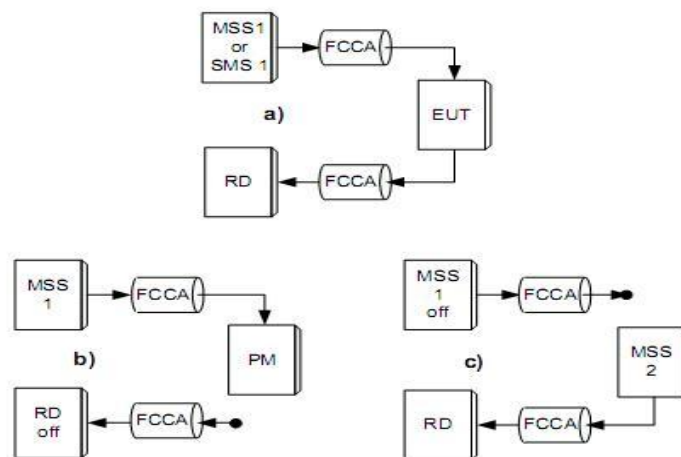 MSS1
or
SMS 1
FCCA
a)
EUT
RD
FCCA
MSS
1
FCCA
b)
PM
RD
off
FCCA
MSS
1
off
FCCA
c)
MSS
2
RD
FCCA